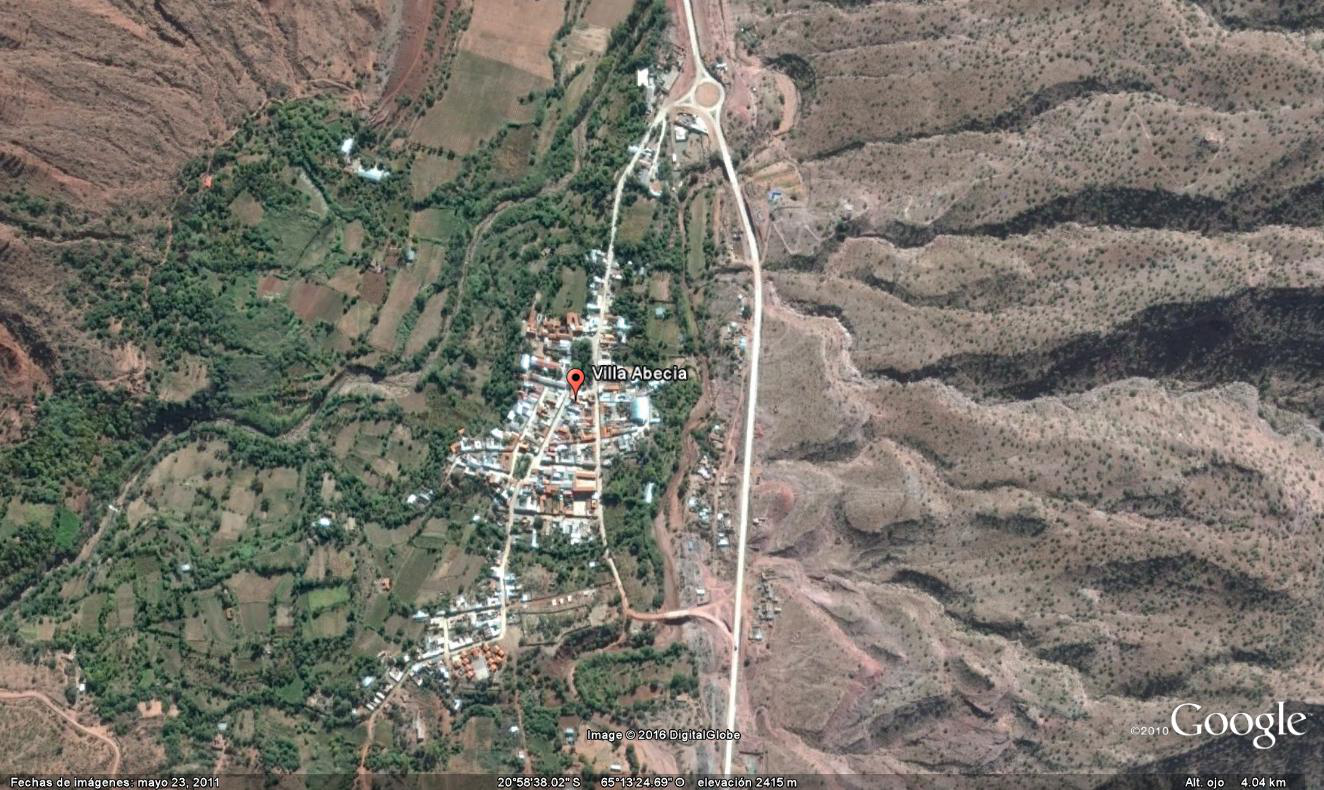 Villa Abecia
Image © 2016 DigitalGlobe
©2010 Google
Fechas de imágenes: mayo 23, 2011 20°58'38.02" S 65°13'24.69" O elevación 2415 m Alt. ojo 4.04 km